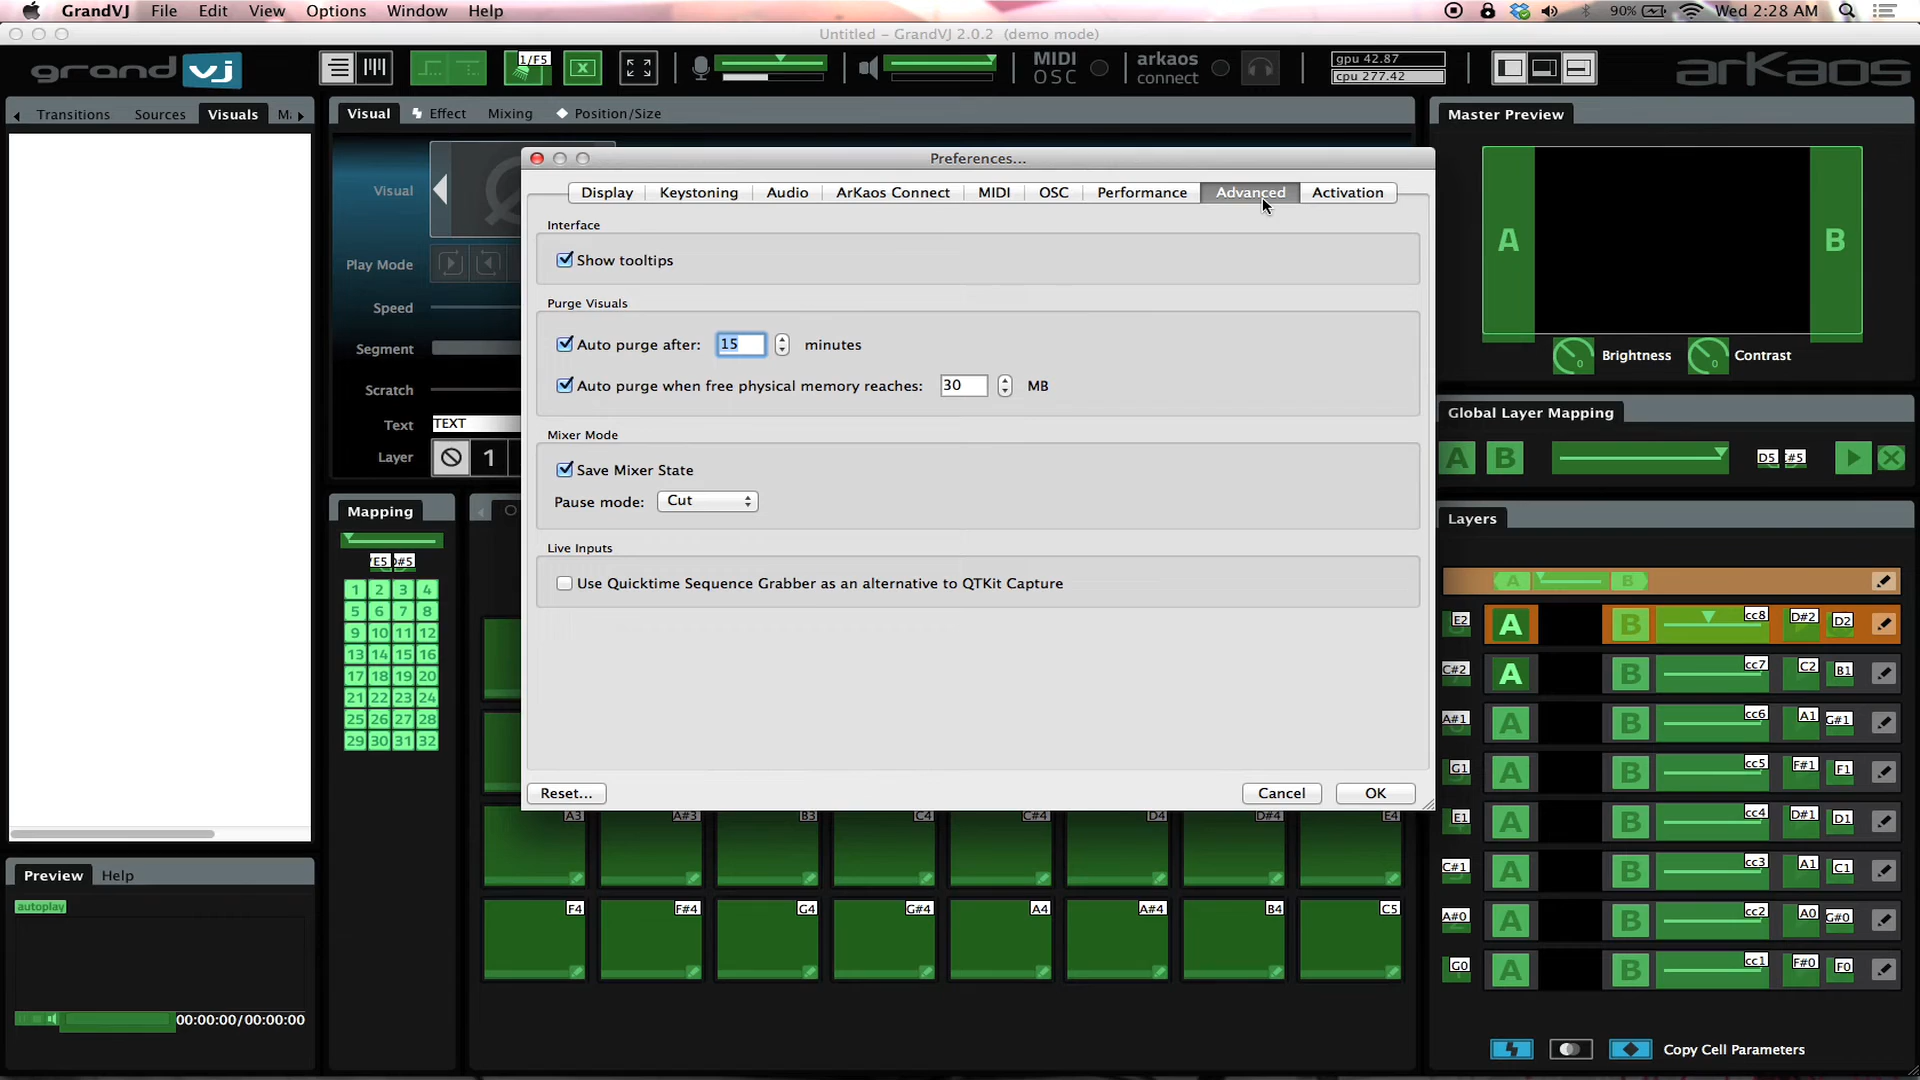 GrandVJ File Edit View Options Window Help 90% Wed 2:28 AM
Untitled – GrandVJ 2.0.2 (demo mode)
grand vj 1/F5 MIDI OSC arkaos connect gpu 42.87 cpu 277.42 arKaos
Transitions Sources Visuals
Visual Effect Mixing Position/Size
Master Preview
Preferences...
Display Keystoning Audio ArKaos Connect MIDI OSC Performance Advanced Activation
Interface
Show tooltips
Purge Visuals
Auto purge after: 15 minutes
Auto purge when free physical memory reaches: 30 MB
Mixer Mode
Save Mixer State
Pause mode: Cut
Live Inputs
Use Quicktime Sequence Grabber as an alternative to QTKit Capture
Reset... Cancel OK
Visual
Play Mode
Speed
Segment
Scratch
Text TEXT
Layer 1
A B
Brightness Contrast
Global Layer Mapping
A B D5
Mapping
1 2 3 4
5 6 7 8
9 10 11 12
13 14 15 16
17 18 19 20
21 22 23 24
25 26 27 28
29 30 31 32
A3 A#3 B3 C4 C#4 D4 D#4 E4
F4 F#4 G4 G#4 A4 A#4 B4 C5
Layers
A B
E2 A B cc8 D#2 D2
C#2 A B cc7 C2 B1
A#1 A B cc6 A1 G#1
G1 A B cc5 F#1 F1
E1 A B cc4 D#1 D1
C#1 A B cc3 A1 C1
A#0 A B cc2 A0 G#0
G0 A B cc1 F#0 F0
Copy Cell Parameters
Preview Help
autoplay
00:00:00/00:00:00